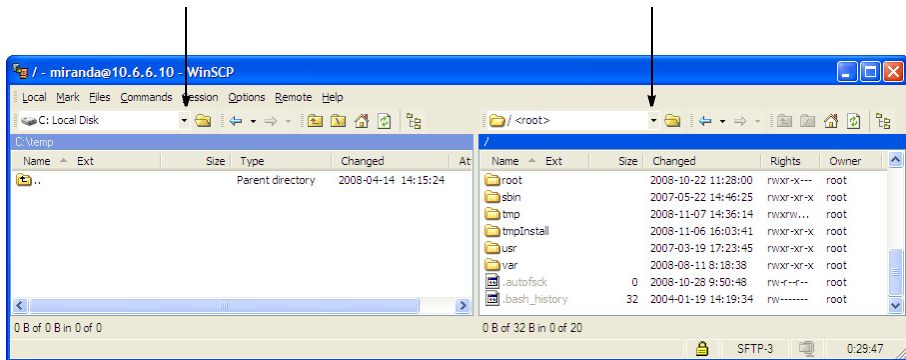 / - miranda@10.6.6.10 - WinSCP
Local Mark Files Commands Session Options Remote Help
C: Local Disk
/ <root>
C:\temp
/
Name Ext Size Type Changed At
Name Ext Size Changed Rights Owner
.. Parent directory 2008-04-14 14:15:24
root 2008-10-22 11:28:00 rwxr-x--- root
sbin 2007-05-22 14:46:25 rwxr-xr-x root
tmp 2008-11-07 14:36:14 rwxrw... root
tmpInstall 2008-11-06 16:03:41 rwxr-xr-x root
usr 2007-03-19 17:23:45 rwxr-xr-x root
var 2008-08-11 8:18:38 rwxr-xr-x root
.autofsck 0 2008-10-28 9:50:48 rw-r--r-- root
.bash_history 32 2004-01-19 14:19:34 rw------- root
0 B of 0 B in 0 of 0
0 B of 32 B in 0 of 20
SFTP-3 0:29:47